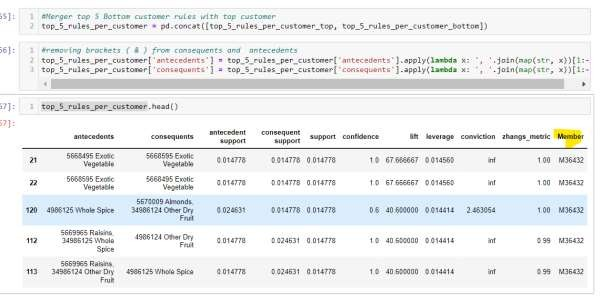 55]:
1 #Merger top 5 Bottom customer rules with top customer
2 top_5_rules_per_customer = pd.concat([top_5_rules_per_customer_top, top_5_rules_per_customer_bottom])
56]:
1 #removing brackets ( & ) from consequents and antecedents
2 top_5_rules_per_customer['antecedents'] = top_5_rules_per_customer['antecedents'].apply(lambda x: ', '.join(map(str, x))[1:-
3 top_5_rules_per_customer['consequents'] = top_5_rules_per_customer['consequents'].apply(lambda x: ', '.join(map(str, x))[1:-
57]:
1 top_5_rules_per_customer.head()
57]:
antecedents consequents antecedent support consequent support support confidence lift leverage conviction zhangs_metric Member
21 5668495 Exotic Vegetable 5668595 Exotic Vegetable 0.014778 0.014778 0.014778 1.0 67.666667 0.014560 inf 1.00 M36432
22 5668595 Exotic Vegetable 5668495 Exotic Vegetable 0.014778 0.014778 0.014778 1.0 67.666667 0.014560 inf 1.00 M36432
120 4986125 Whole Spice 5670009 Almonds, 34986124 Other Dry Fruit 0.024631 0.014778 0.014778 0.6 40.600000 0.014414 2.463054 1.00 M36432
112 5669965 Raisins, 34986125 Whole Spice 4986124 Other Dry Fruit 0.014778 0.024631 0.014778 1.0 40.600000 0.014414 inf 0.99 M36432
113 5669965 Raisins, 34986124 Other Dry Fruit 4986125 Whole Spice 0.014778 0.024631 0.014778 1.0 40.600000 0.014414 inf 0.99 M36432